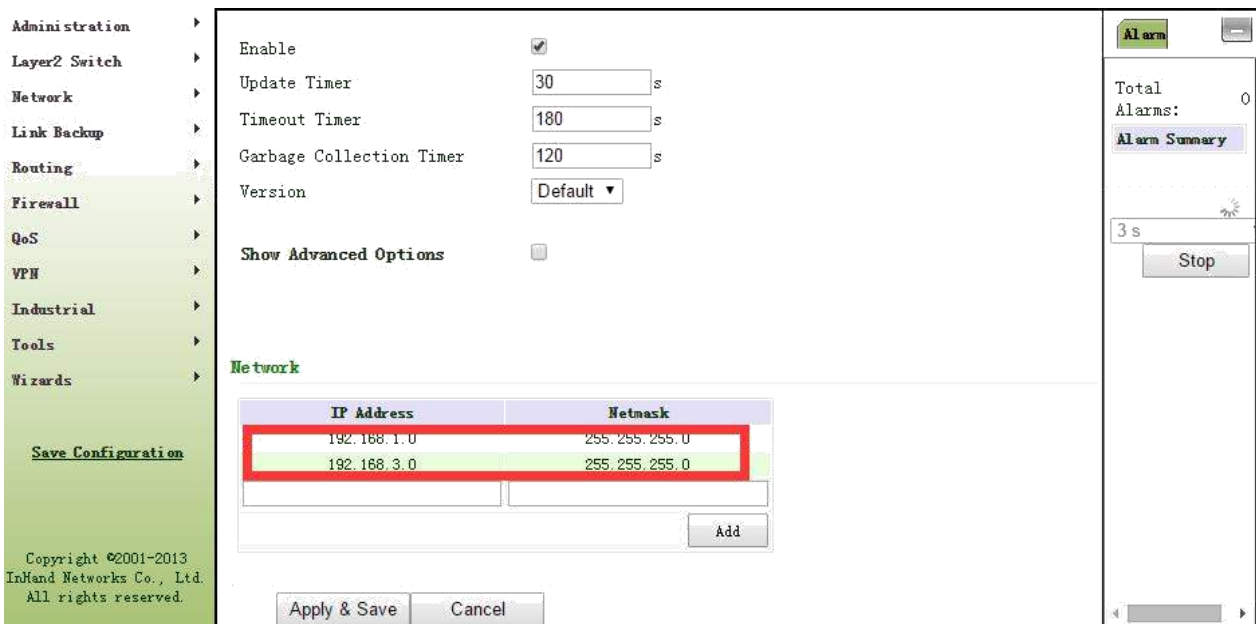 Administration
Layer2 Switch
Network
Link Backup
Routing
Firewall
QoS
VPN
Industrial
Tools
Wizards
Save Configuration
Copyright ©2001-2013
InHand Networks Co., Ltd.
All rights reserved.
Enable
Update Timer 30 s
Timeout Timer 180 s
Garbage Collection Timer 120 s
Version Default
Show Advanced Options
Network
IP Address Netmask
192.168.1.0 255.255.255.0
192.168.3.0 255.255.255.0
Add
Apply & Save Cancel
Alarm
Total
Alarms: 0
Alarm Summary
3 s
Stop